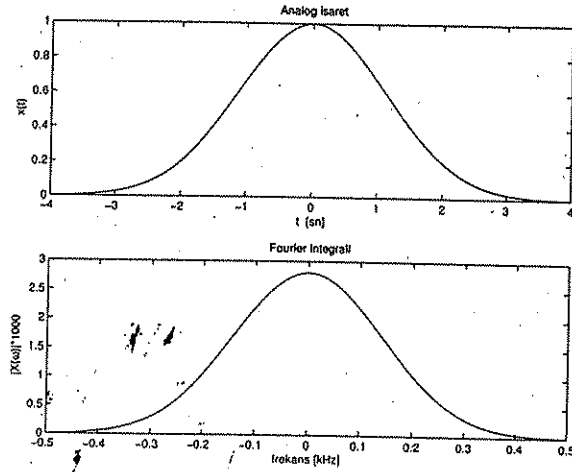 Analog Isaret
1
0.8
0.6
0.4
0.2
0
x(t)
-4 -3 -2 -1 0 1 2 3 4
t [sn]
Fourier Integrali
3
2.5
2
1.5
1
0.5
0
|X(ω)|*1000
-0.5 -0.4 -0.3 -0.2 -0.1 0 0.1 0.2 0.3 0.4 0.5
frekans [kHz]